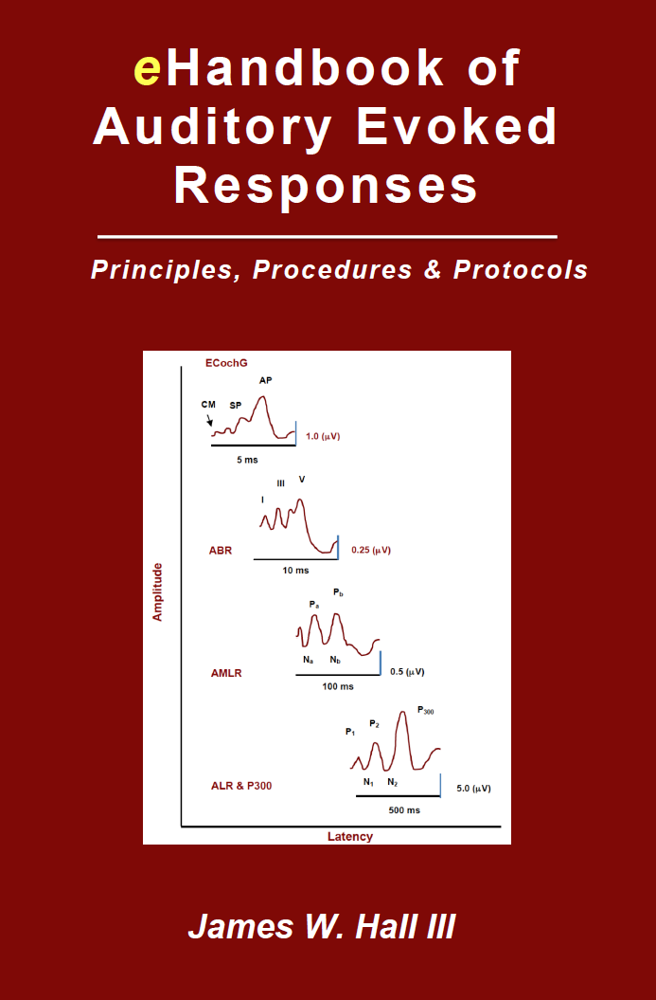 eHandbook of
Auditory Evoked
Responses
Principles, Procedures & Protocols
ECochG
AP
CM
SP
1.0 (μV)
5 ms
I
III
V
ABR
0.25 (μV)
10 ms
Amplitude
Pa
Pb
Na
Nb
AMLR
0.5 (μV)
100 ms
P1
P2
P300
N1
N2
ALR & P300
5.0 (μV)
500 ms
Latency
James W. Hall III